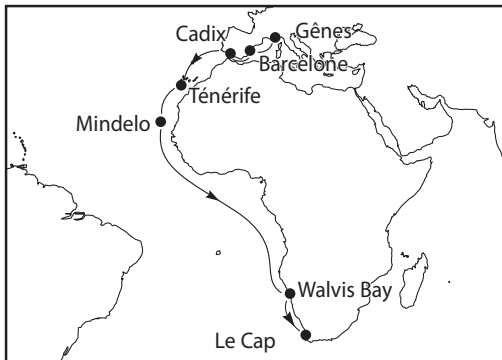 Gênes
Cadix
Barcelone
Ténérife
Mindelo
Walvis Bay
Le Cap